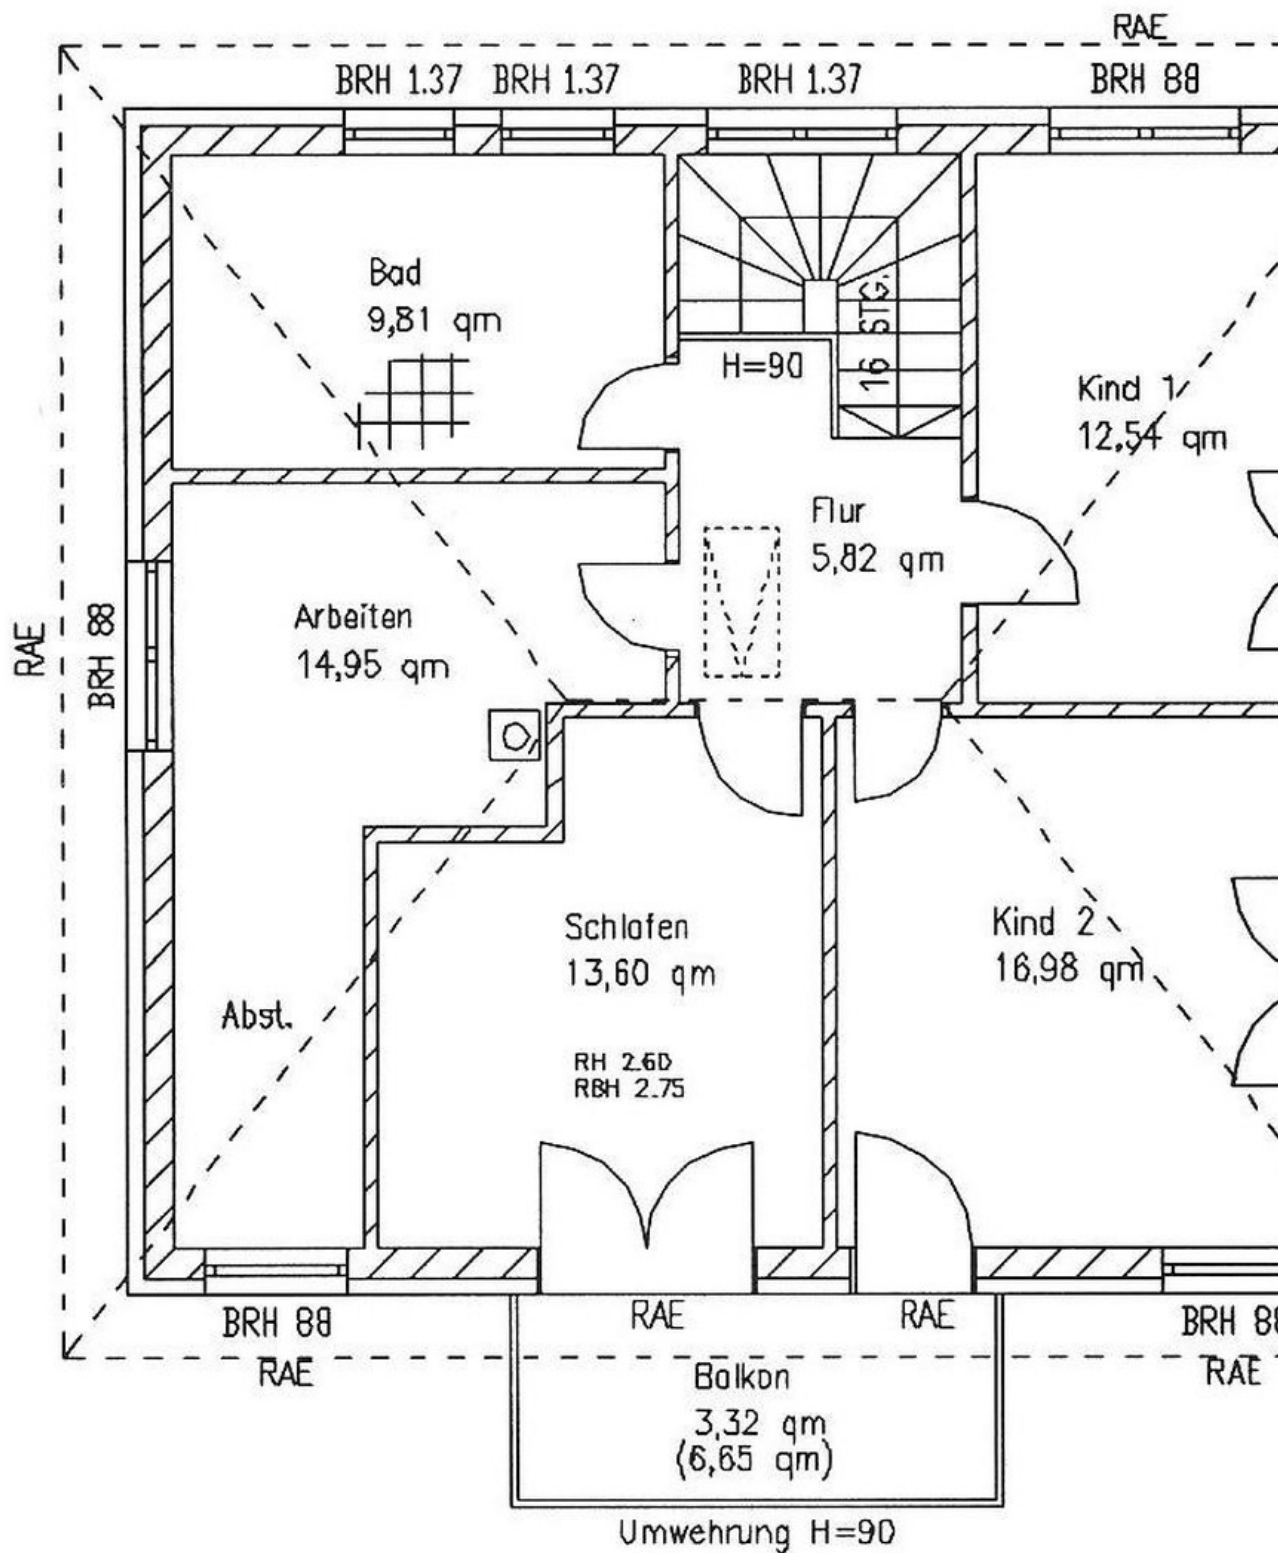 RAE
BRH 1.37 BRH 1.37 BRH 1.37 BRH 88
Bad
9,81 qm
16 STG.
H=90
Kind 1
12,54 qm
Flur
5,82 qm
RAE
BRH 88
Arbeiten
14,95 qm
Schlafen
13,60 qm
Kind 2
16,98 qm
Abst.
RH 2.60
RBH 2.75
BRH 88
RAE
RAE
RAE
BRH 88
RAE
Balkon
3,32 qm
(6,65 qm)
Umwehrung H=90